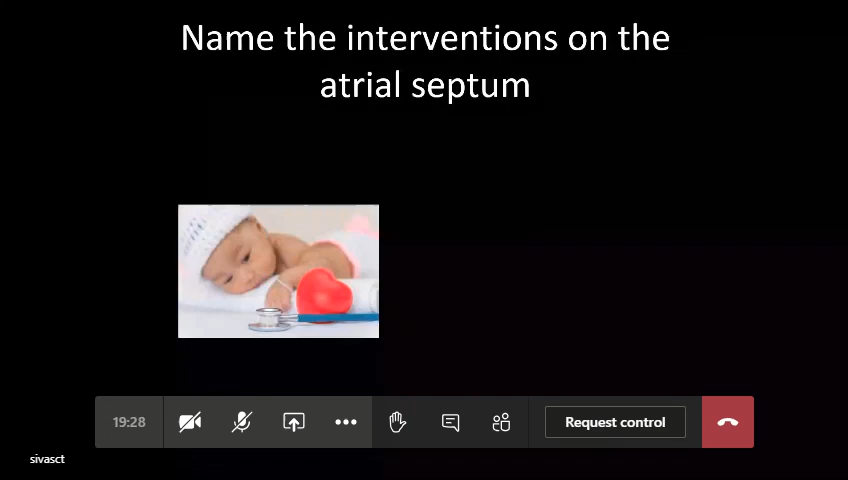 Name the interventions on the
atrial septum
19:28
Request control
sivasct